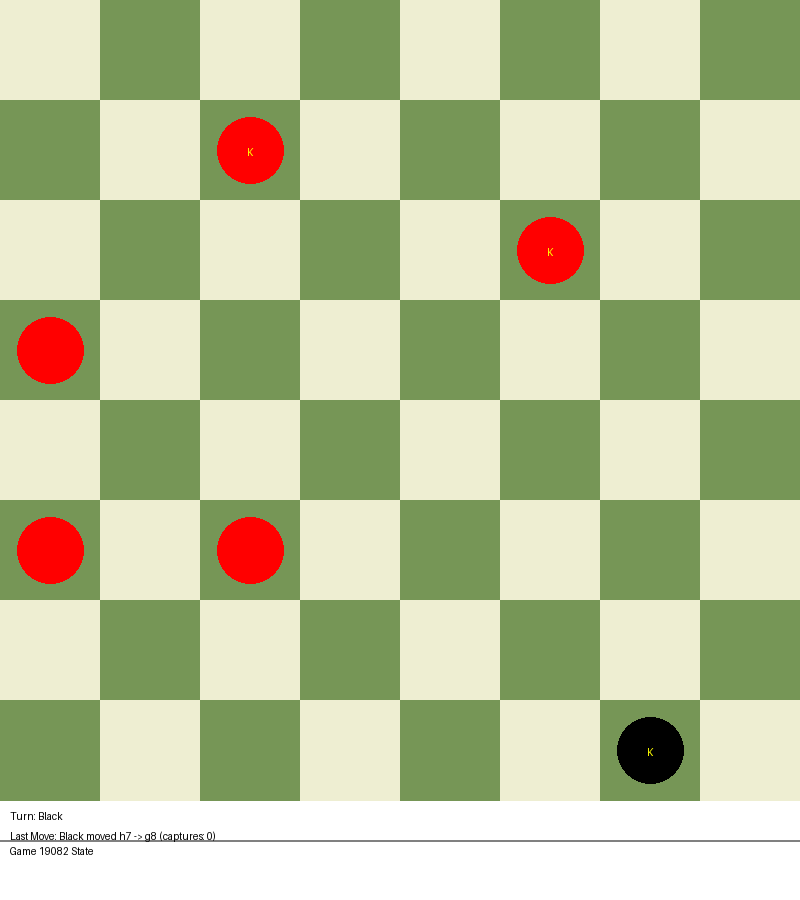 K
K
K
Turn: Black
Last Move: Black moved h7 -> g8 (captures: 0)
Game 19082 State